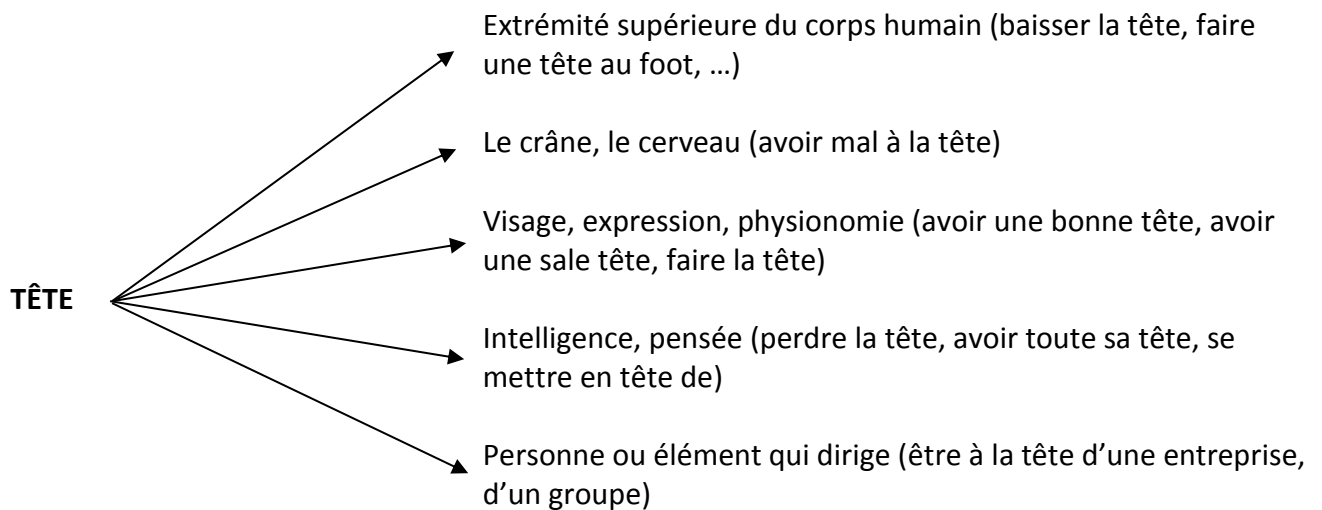 Extrémité supérieure du corps humain (baisser la tête, faire
une tête au foot, …)
Le crâne, le cerveau (avoir mal à la tête)
Visage, expression, physionomie (avoir une bonne tête, avoir
une sale tête, faire la tête)
TÊTE
Intelligence, pensée (perdre la tête, avoir toute sa tête, se
mettre en tête de)
Personne ou élément qui dirige (être à la tête d’une entreprise,
d’un groupe)